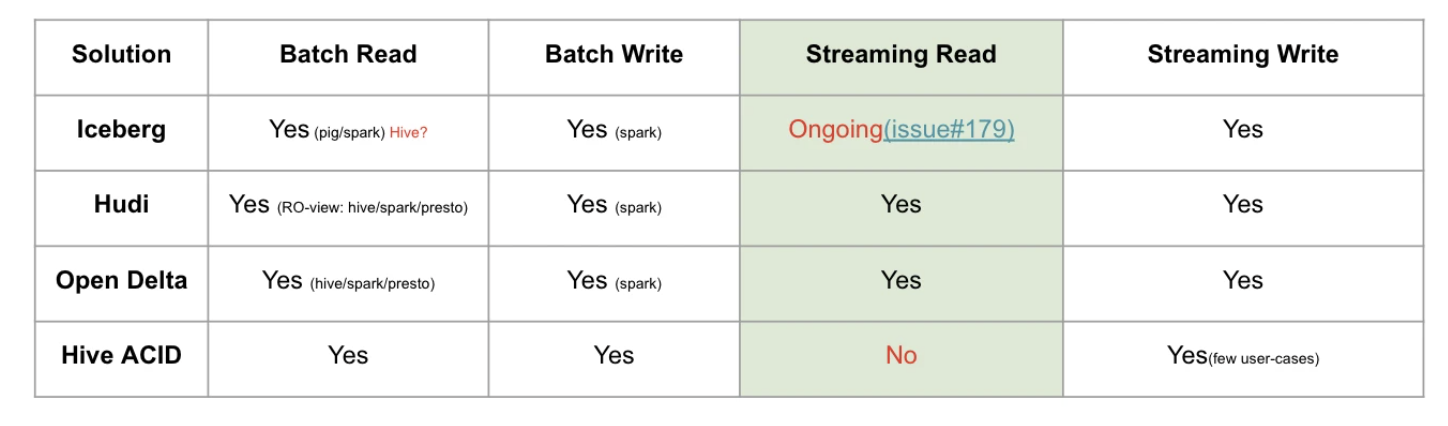 Solution Batch Read Batch Write Streaming Read Streaming Write
Iceberg Yes (pig/spark) Hive? Yes (spark) Ongoing(issue#179) Yes
Hudi Yes (RO-view: hive/spark/presto) Yes (spark) Yes Yes
Open Delta Yes (hive/spark/presto) Yes (spark) Yes Yes
Hive ACID Yes Yes No Yes(few user-cases)